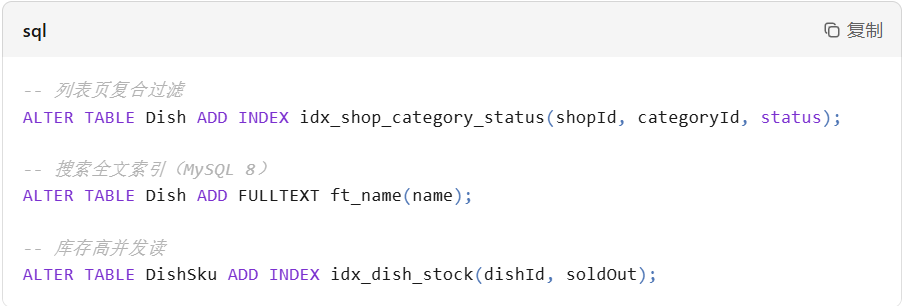 sql
复制
-- 列表页复合过滤
ALTER TABLE Dish ADD INDEX idx_shop_category_status(shopId, categoryId, status);
-- 搜索全文索引（MySQL 8）
ALTER TABLE Dish ADD FULLTEXT ft_name(name);
-- 库存高并发读
ALTER TABLE DishSku ADD INDEX idx_dish_stock(dishId, soldOut);